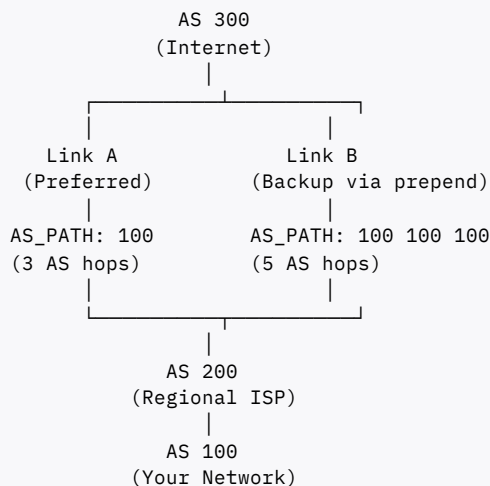 AS 300
(Internet)
Link A Link B
(Preferred) (Backup via prepend)
AS_PATH: 100 AS_PATH: 100 100 100
(3 AS hops) (5 AS hops)
AS 200
(Regional ISP)
AS 100
(Your Network)